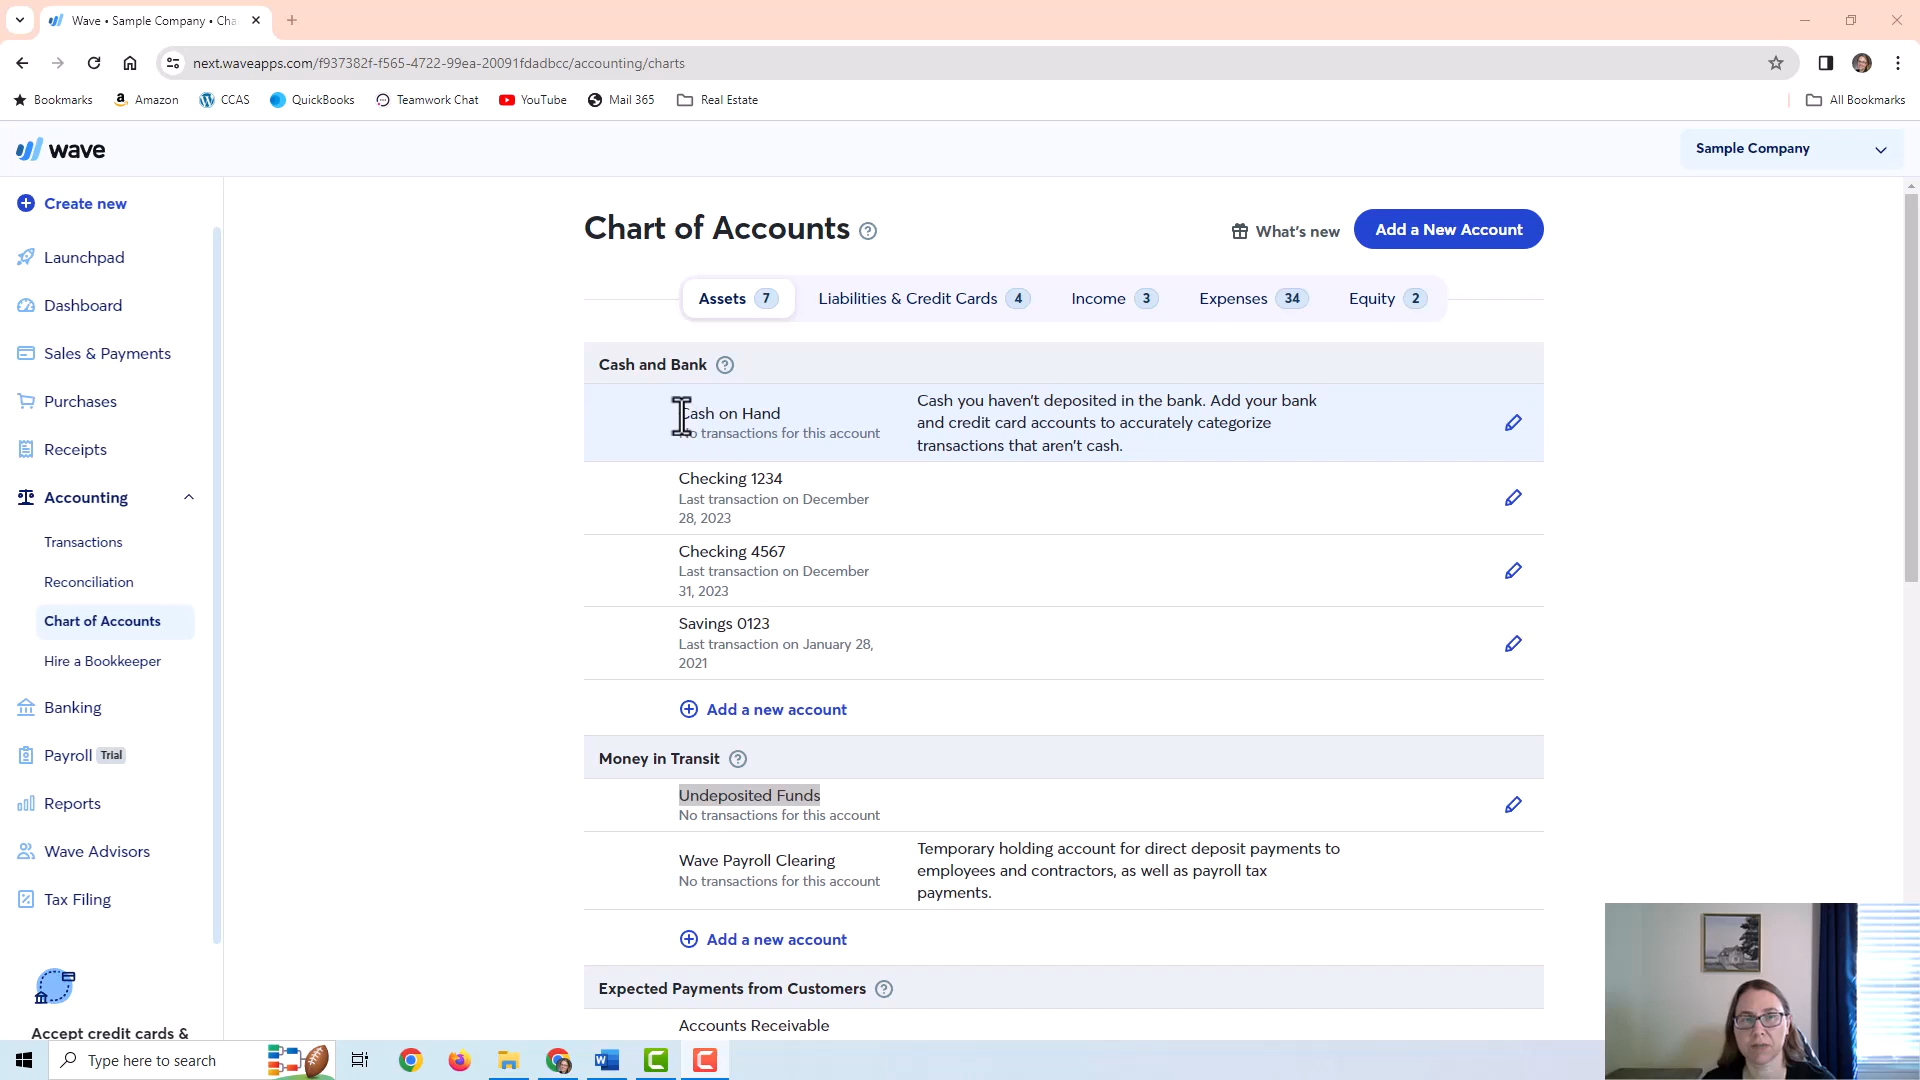 Wave • Sample Company • Cha
next.waveapps.com/f937382f-f565-4722-99ea-20091fdadbcc/accounting/charts
Bookmarks
Amazon
CCAS
QuickBooks
Teamwork Chat
YouTube
Mail 365
Real Estate
All Bookmarks
wave
Sample Company
Create new
Launchpad
Dashboard
Sales & Payments
Purchases
Receipts
Accounting
Transactions
Reconciliation
Chart of Accounts
Hire a Bookkeeper
Banking
Payroll Trial
Reports
Wave Advisors
Tax Filing
Accept credit cards &
Chart of Accounts
What's new
Add a New Account
Assets 7
Liabilities & Credit Cards 4
Income 3
Expenses 34
Equity 2
Cash and Bank
Cash on Hand
No transactions for this account
Cash you haven't deposited in the bank. Add your bank
and credit card accounts to accurately categorize
transactions that aren't cash.
Checking 1234
Last transaction on December
28, 2023
Checking 4567
Last transaction on December
31, 2023
Savings 0123
Last transaction on January 28,
2021
Add a new account
Money in Transit
Undeposited Funds
No transactions for this account
Wave Payroll Clearing
No transactions for this account
Temporary holding account for direct deposit payments to
employees and contractors, as well as payroll tax
payments.
Add a new account
Expected Payments from Customers
Accounts Receivable
Type here to search